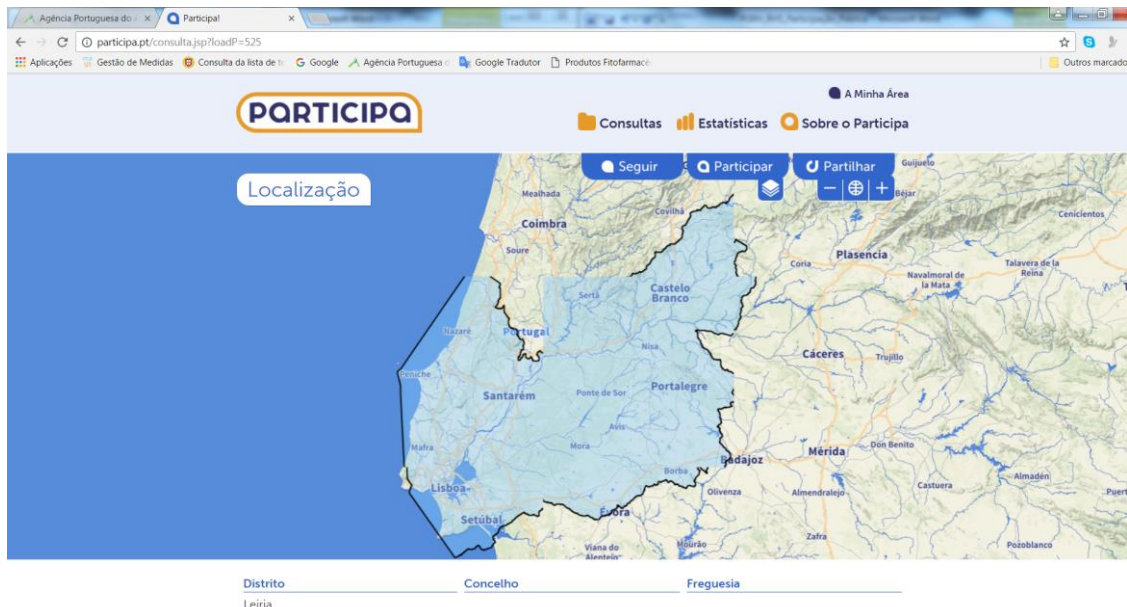 Agência Portuguesa do
Participa!
participa.pt/consulta.jsp?loadP=525
Aplicações Gestão de Medidas Consulta da lista de Google Agência Portuguesa Google Tradutor Produtos Fitofarmacê Outros marcado
PARTICIPA
A Minha Área
Consultas Estatísticas Sobre o Participa
Seguir Participar Partilhar
Localização
Guijuelo
Mealhada
Béjar
Covilhã
Coimbra
Cenicientos
Soure
Plasencia
Coria
Talavera de la Reina
Navalmoral de la Mata
Sertã
Castelo Branco
Nazaré
Portugal
Nisa
Cáceres
Trujillo
Peniche
Santarém
Ponte de Sor
Portalegre
Avis
Mafra
Mora
Badajoz
Mérida
Don Benito
Borba
Almadén
Lisboa
Olivenza
Almendralejo
Castuera
Puert
Setúbal
Évora
Viana do Alentejo
Mourão
Zafra
Pozoblanco
Distrito Concelho Freguesia
Leiria